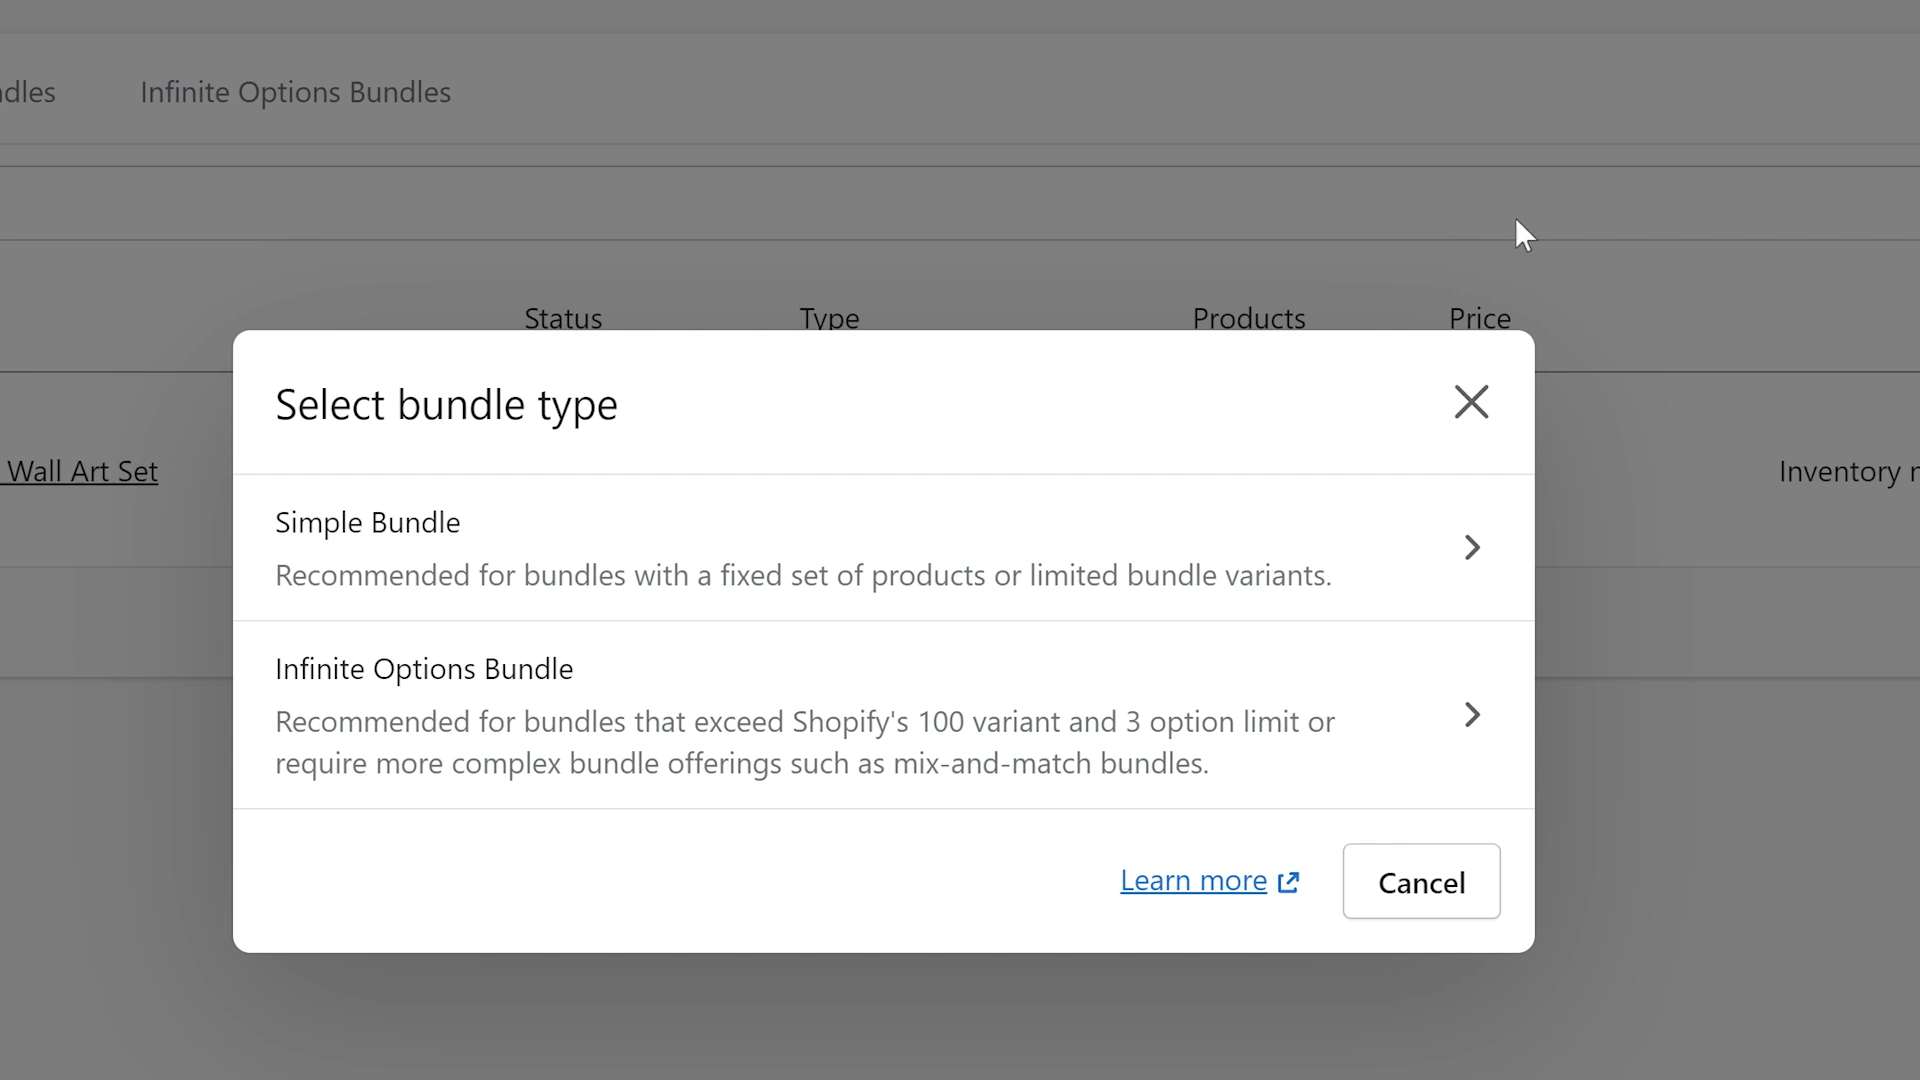 Infinite Options Bundles
Status Type Products Price
Select bundle type
Wall Art Set
Inventory
Simple Bundle
Recommended for bundles with a fixed set of products or limited bundle variants.
Infinite Options Bundle
Recommended for bundles that exceed Shopify's 100 variant and 3 option limit or
require more complex bundle offerings such as mix-and-match bundles.
Learn more
Cancel